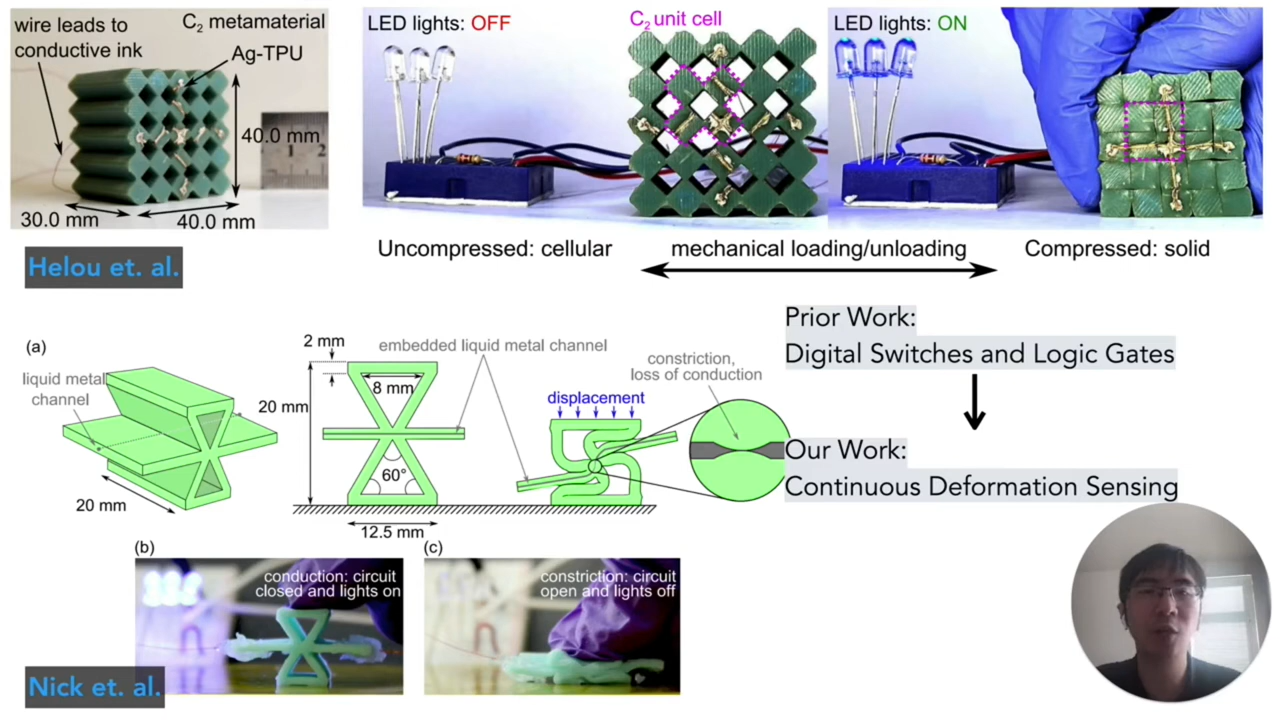 wire leads to
conductive ink
C2 metamaterial
Ag-TPU
40.0 mm
30.0 mm
40.0 mm
1 2
LED lights: OFF
C2 unit cell
LED lights: ON
Uncompressed: cellular
mechanical loading/unloading
Compressed: solid
Helou et. al.
Prior Work:
Digital Switches and Logic Gates
Our Work:
Continuous Deformation Sensing
(a)
liquid metal
channel
20 mm
2 mm
8 mm
20 mm
60°
12.5 mm
embedded liquid metal channel
displacement
constriction,
loss of conduction
(b)
conduction: circuit
closed and lights on
(c)
constriction: circuit
open and lights off
Nick et. al.